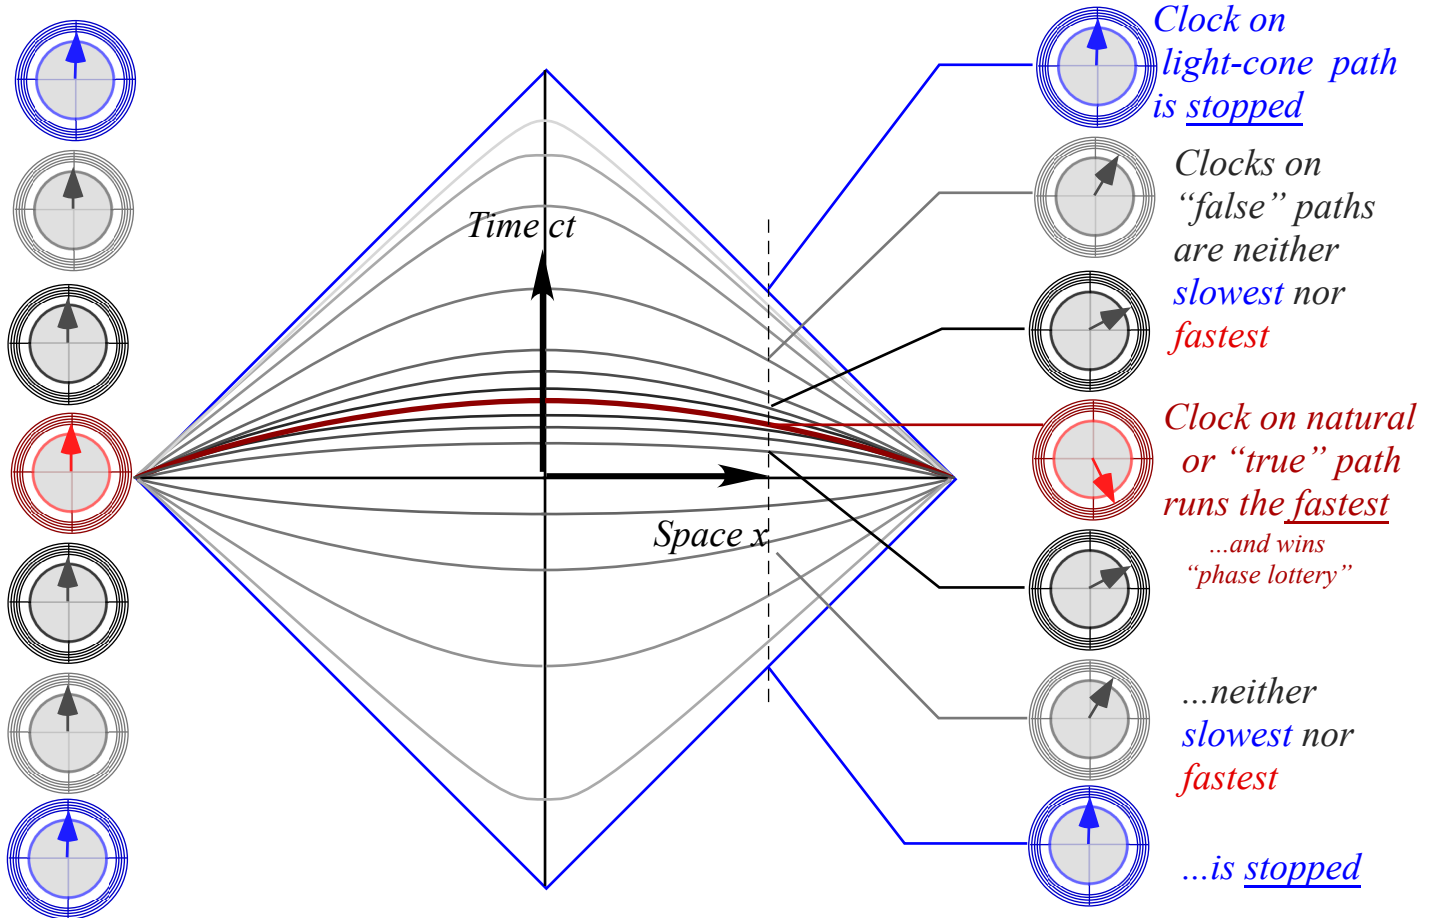 Clock on
light-cone path
is stopped
Clocks on
“false” paths
are neither
slowest nor
fastest
Time ct
Clock on natural
or “true” path
runs the fastest
...and wins
“phase lottery”
Space x
...neither
slowest nor
fastest
...is stopped